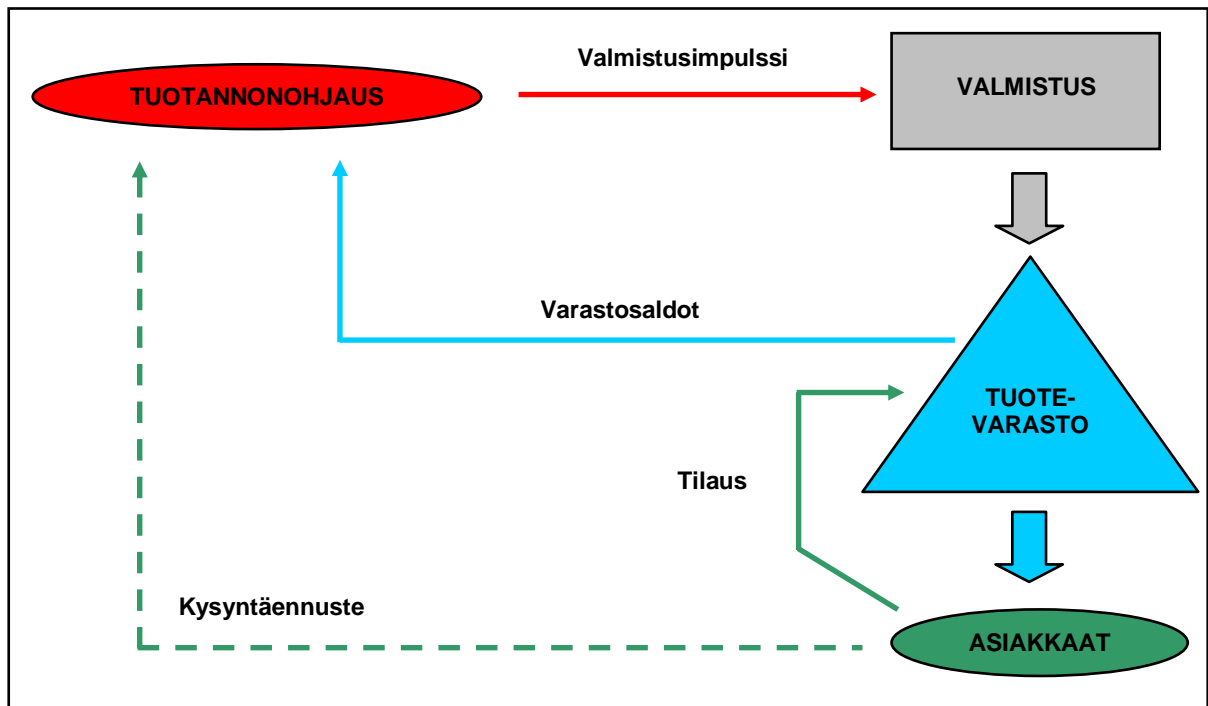 Valmistusimpulssi
TUOTANNONOHJAUS
VALMISTUS
Varastosaldot
TUOTE-
VARASTO
Tilaus
Kysyntäennuste
ASIAKKAAT